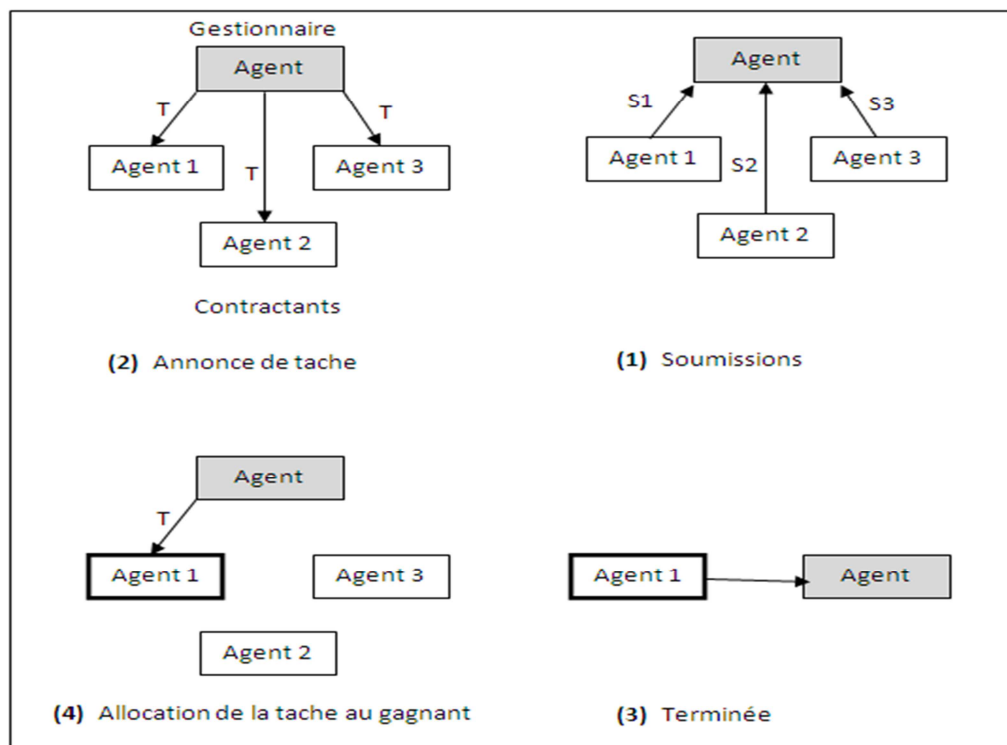 Gestionnaire
Agent
T
T
T
Agent 1
Agent 3
Agent 2
Contractants
(2) Annonce de tache
Agent
S1
S3
S2
Agent 1
Agent 3
Agent 2
(1) Soumissions
Agent
T
Agent 1
Agent 3
Agent 2
(4) Allocation de la tache au gagnant
Agent 1
Agent
(3) Terminée